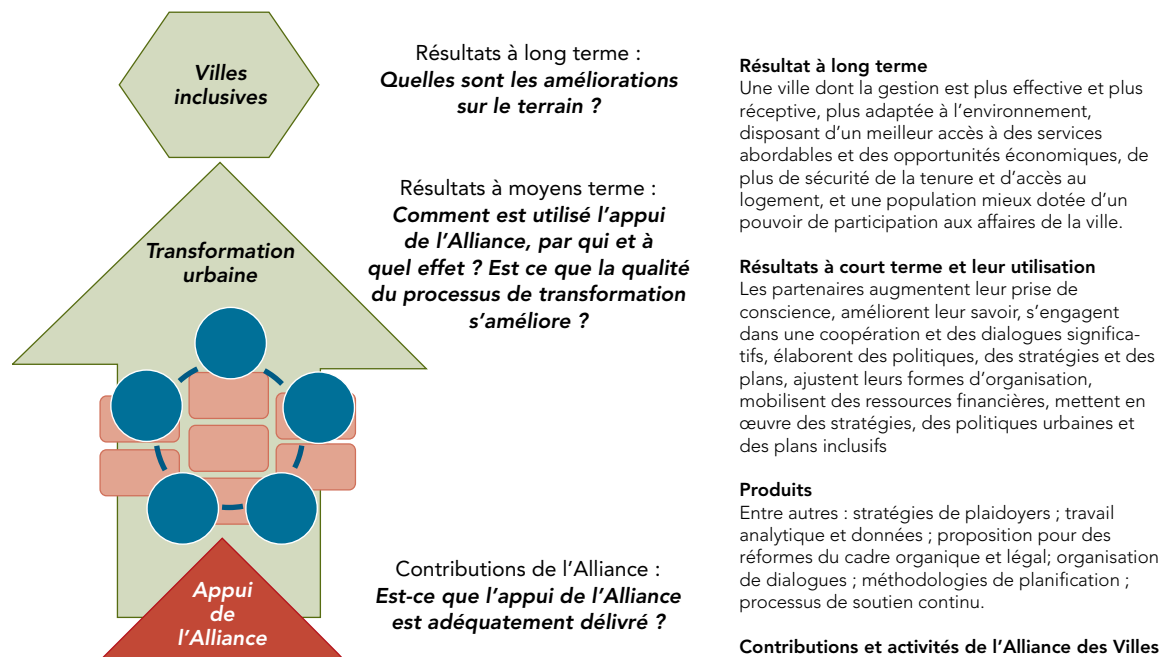 Villes
inclusives
Transformation
urbaine
Appui
de
l'Alliance
Résultats à long terme :
Quelles sont les améliorations
sur le terrain ?
Résultats à moyens terme :
Comment est utilisé l'appui
de l'Alliance, par qui et à
quel effet ? Est ce que la qualité
du processus de transformation
s'améliore ?
Contributions de l'Alliance :
Est-ce que l'appui de l'Alliance
est adéquatement délivré ?
Résultat à long terme
Une ville dont la gestion est plus effective et plus
réceptive, plus adaptée à l'environnement,
disposant d'un meilleur accès à des services
abordables et des opportunités économiques, de
plus de sécurité de la tenure et d'accès au
logement, et une population mieux dotée d'un
pouvoir de participation aux affaires de la ville.
Résultats à court terme et leur utilisation
Les partenaires augmentent leur prise de
conscience, améliorent leur savoir, s'engagent
dans une coopération et des dialogues significa-
tifs, élaborent des politiques, des stratégies et des
plans, ajustent leurs formes d'organisation,
mobilisent des ressources financières, mettent en
œuvre des stratégies, des politiques urbaines et
des plans inclusifs
Produits
Entre autres : stratégies de plaidoyers ; travail
analytique et données ; proposition pour des
réformes du cadre organique et légal; organisation
de dialogues ; méthodologies de planification ;
processus de soutien continu.
Contributions et activités de l'Alliance des Villes